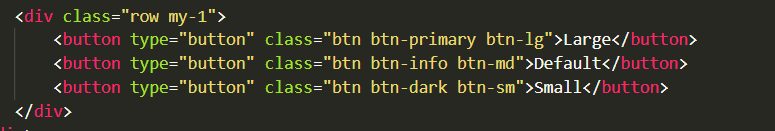 <div class="row my-1">
<button type="button" class="btn btn-primary btn-lg">Large</button>
<button type="button" class="btn btn-info btn-md">Default</button>
<button type="button" class="btn btn-dark btn-sm">Small</button>
</div>